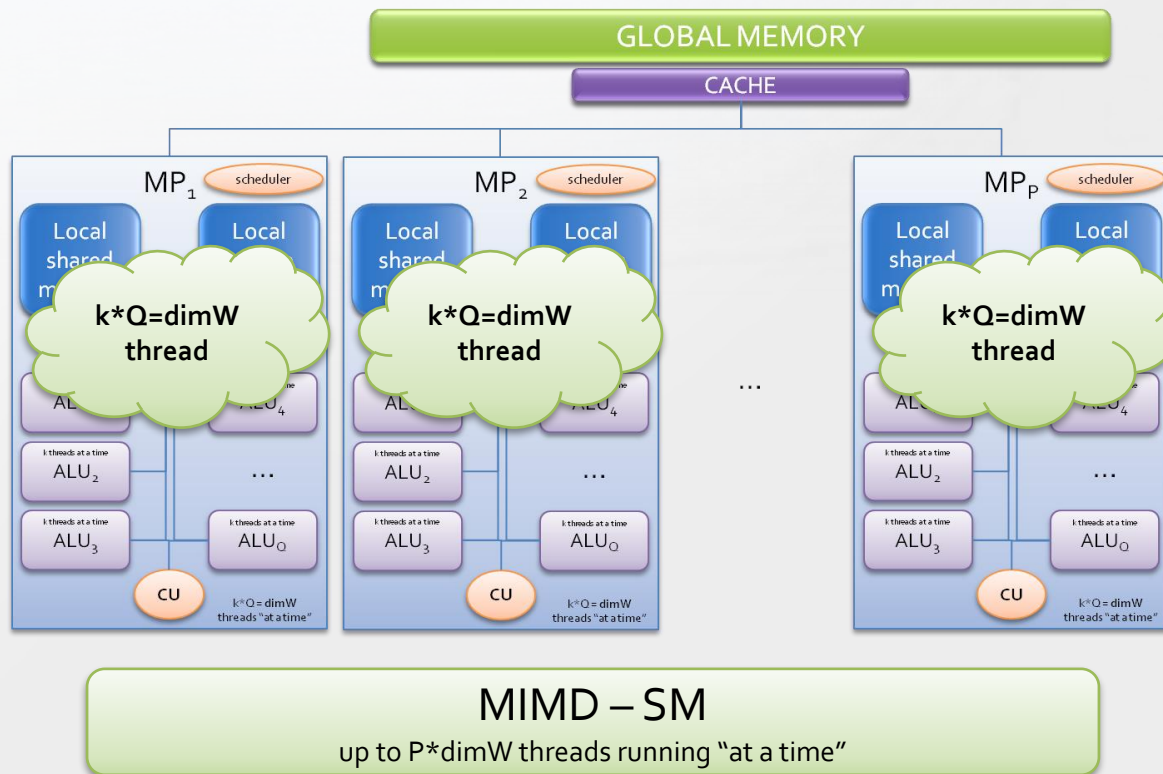 GLOBAL MEMORY
CACHE
MP₁
scheduler
Local
shared
Local
k*Q=dimW
thread
ALU₄
k threads at a time
ALU₂
...
k threads at a time
ALU₃
k threads at a time
ALU_Q
CU
k*Q = dimW
threads "at a time"
MP₂
scheduler
Local
shared
Local
k*Q=dimW
thread
ALU₄
k threads at a time
ALU₂
...
k threads at a time
ALU₃
k threads at a time
ALU_Q
CU
k*Q = dimW
threads "at a time"
...
MP_P
scheduler
Local
shared
Local
k*Q=dimW
thread
ALU₄
k threads at a time
ALU₂
...
k threads at a time
ALU₃
k threads at a time
ALU_Q
CU
k*Q = dimW
threads "at a time"
MIMD – SM
up to P*dimW threads running “at a time”